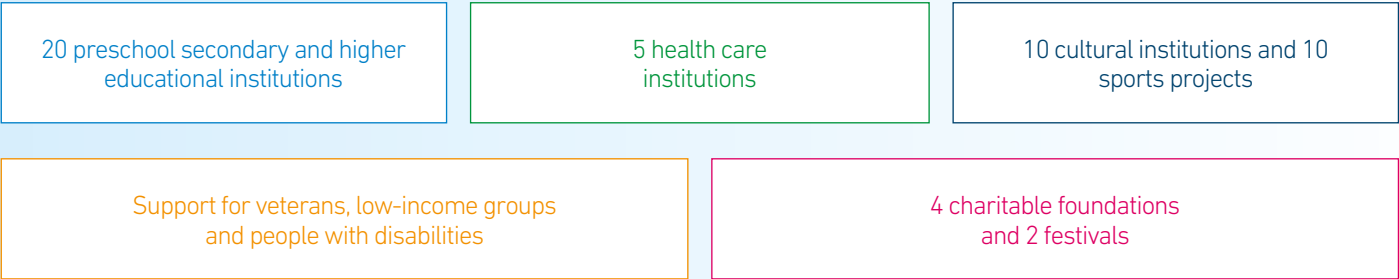 20 preschool secondary and higher
educational institutions
5 health care
institutions
10 cultural institutions and 10
sports projects
Support for veterans, low-income groups
and people with disabilities
4 charitable foundations
and 2 festivals